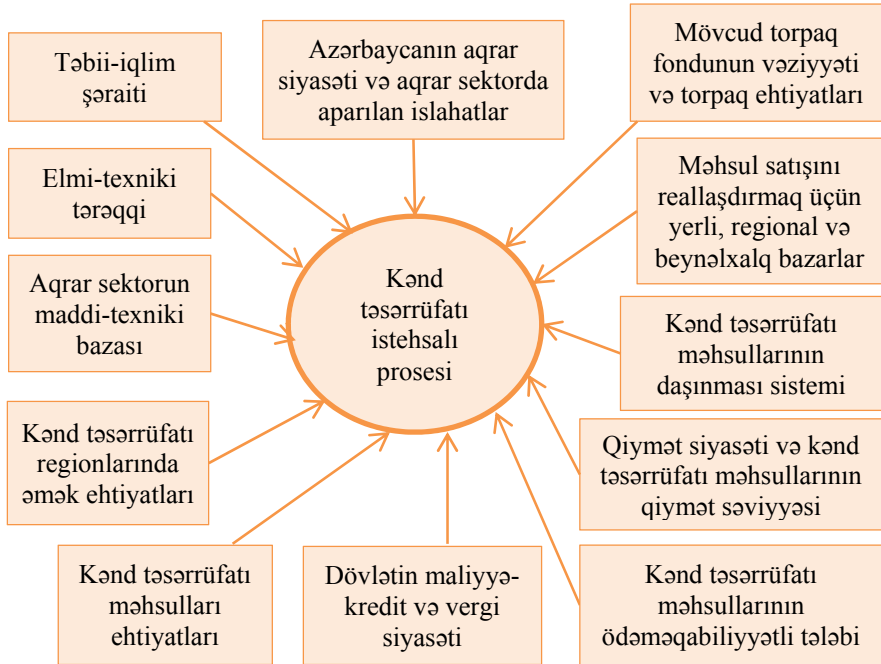 Təbii-iqlim
şəraiti
Azərbaycanın aqrar
siyasəti və aqrar sektorda
aparılan islahatlar
Mövcud torpaq
fondunun vəziyyəti
və torpaq ehtiyatları
Elmi-texniki
tərəqqi
Məhsul satışını
reallaşdırmaq üçün
yerli, regional və
beynəlxalq bazarlar
Aqrar sektorun
maddi-texniki
bazası
Kənd
təsərrüfatı
istehsalı
prosesi
Kənd təsərrüfatı
məhsullarının
daşınması sistemi
Kənd təsərrüfatı
regionlarında
əmək ehtiyatları
Qiymət siyasəti və kənd
təsərrüfatı məhsullarının
qiymət səviyyəsi
Kənd təsərrüfatı
məhsulları
ehtiyatları
Dövlətin maliyyə-
kredit və vergi
siyasəti
Kənd təsərrüfatı
məhsullarının
ödəməqabiliyyətli tələbi